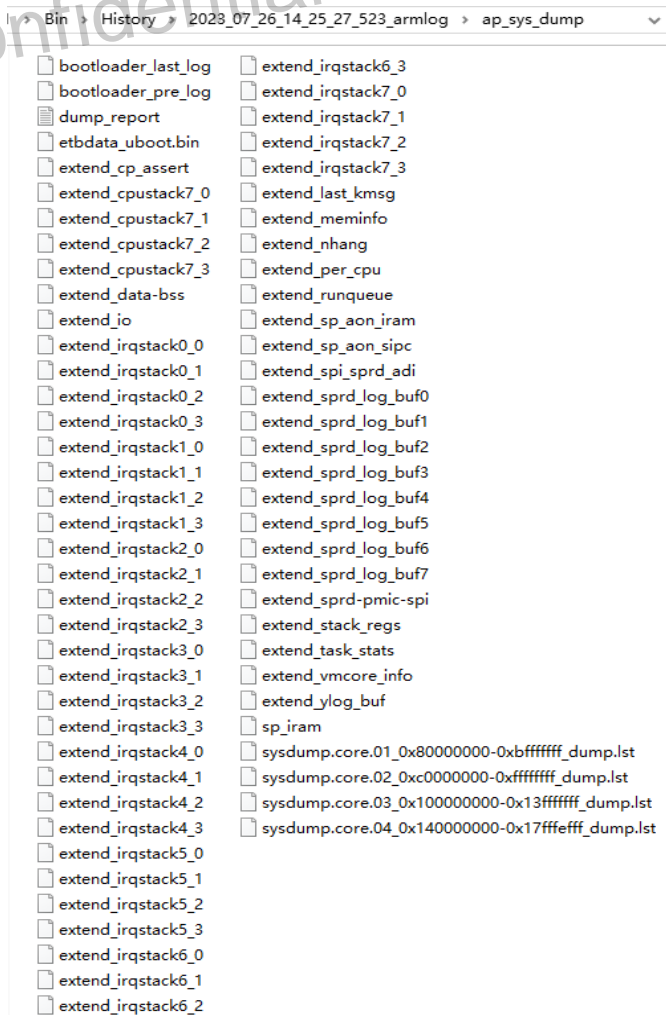 Bin > History > 2023_07_26_14_25_27_523_armlog > ap_sys_dump
bootloader_last_log
bootloader_pre_log
dump_report
etbdata_uboot.bin
extend_cp_assert
extend_cpustack7_0
extend_cpustack7_1
extend_cpustack7_2
extend_cpustack7_3
extend_data-bss
extend_io
extend_irqstack0_0
extend_irqstack0_1
extend_irqstack0_2
extend_irqstack0_3
extend_irqstack1_0
extend_irqstack1_1
extend_irqstack1_2
extend_irqstack1_3
extend_irqstack2_0
extend_irqstack2_1
extend_irqstack2_2
extend_irqstack2_3
extend_irqstack3_0
extend_irqstack3_1
extend_irqstack3_2
extend_irqstack3_3
extend_irqstack4_0
extend_irqstack4_1
extend_irqstack4_2
extend_irqstack4_3
extend_irqstack5_0
extend_irqstack5_1
extend_irqstack5_2
extend_irqstack5_3
extend_irqstack6_0
extend_irqstack6_1
extend_irqstack6_2
extend_irqstack6_3
extend_irqstack7_0
extend_irqstack7_1
extend_irqstack7_2
extend_irqstack7_3
extend_last_kmsg
extend_meminfo
extend_nhang
extend_per_cpu
extend_runqueue
extend_sp_aon_iram
extend_sp_aon_sipc
extend_spi_sprd_adi
extend_sprd_log_buf0
extend_sprd_log_buf1
extend_sprd_log_buf2
extend_sprd_log_buf3
extend_sprd_log_buf4
extend_sprd_log_buf5
extend_sprd_log_buf6
extend_sprd_log_buf7
extend_sprd-pmic-spi
extend_stack_regs
extend_task_stats
extend_vmcore_info
extend_ylog_buf
sp_iram
sysdump.core.01_0x80000000-0xbfffffff_dump.lst
sysdump.core.02_0xc0000000-0xffffffff_dump.lst
sysdump.core.03_0x100000000-0x13fffffff_dump.lst
sysdump.core.04_0x140000000-0x17fffefff_dump.lst